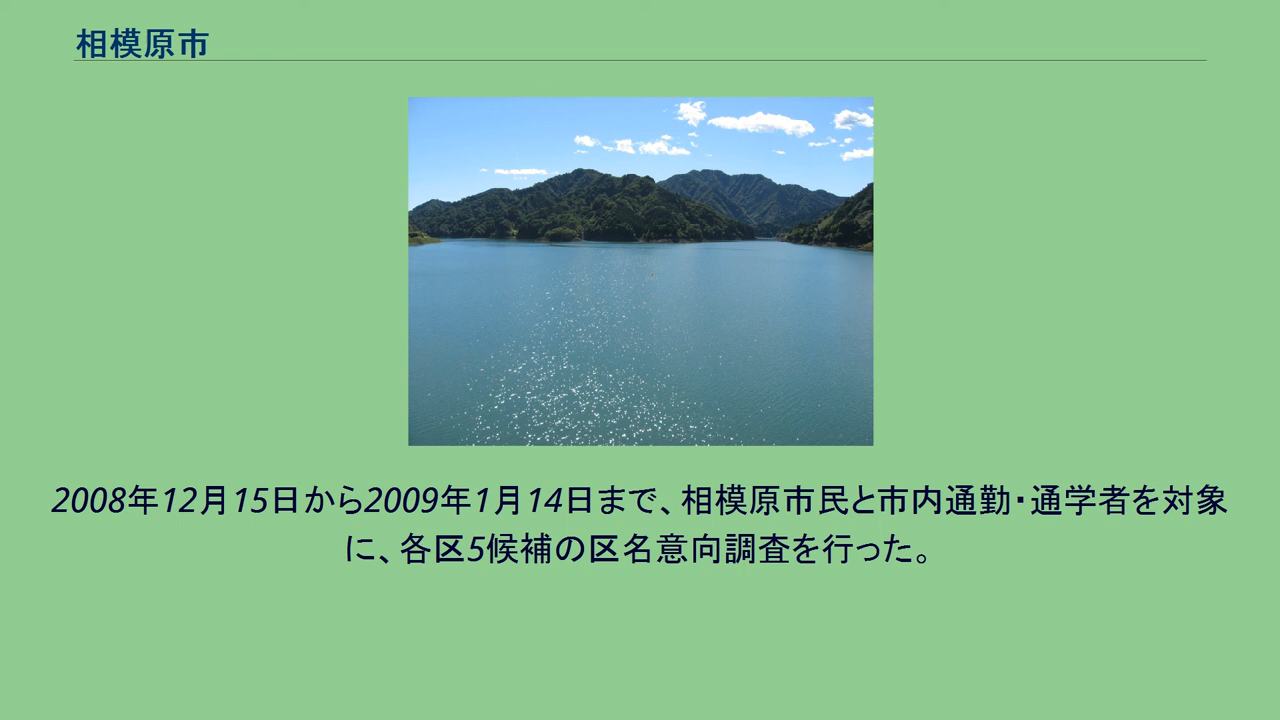 相模原市
2008年12月15日から2009年1月14日まで、相模原市民と市内通勤・通学者を対象
に、各区5候補の区名意向調査を行った。